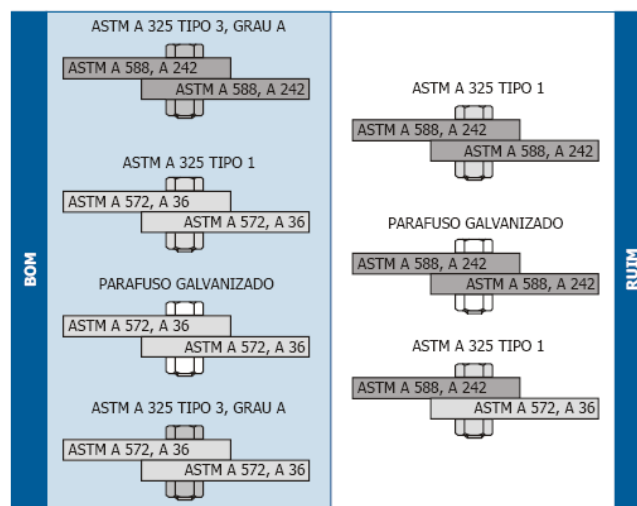 BOM
ASTM A 325 TIPO 3, GRAU A
ASTM A 588, A 242
ASTM A 588, A 242
ASTM A 325 TIPO 1
ASTM A 572, A 36
ASTM A 572, A 36
PARAFUSO GALVANIZADO
ASTM A 572, A 36
ASTM A 572, A 36
ASTM A 325 TIPO 3, GRAU A
ASTM A 572, A 36
ASTM A 572, A 36
ASTM A 325 TIPO 1
ASTM A 588, A 242
ASTM A 588, A 242
PARAFUSO GALVANIZADO
ASTM A 588, A 242
ASTM A 588, A 242
ASTM A 325 TIPO 1
ASTM A 588, A 242
ASTM A 572, A 36
RUIM